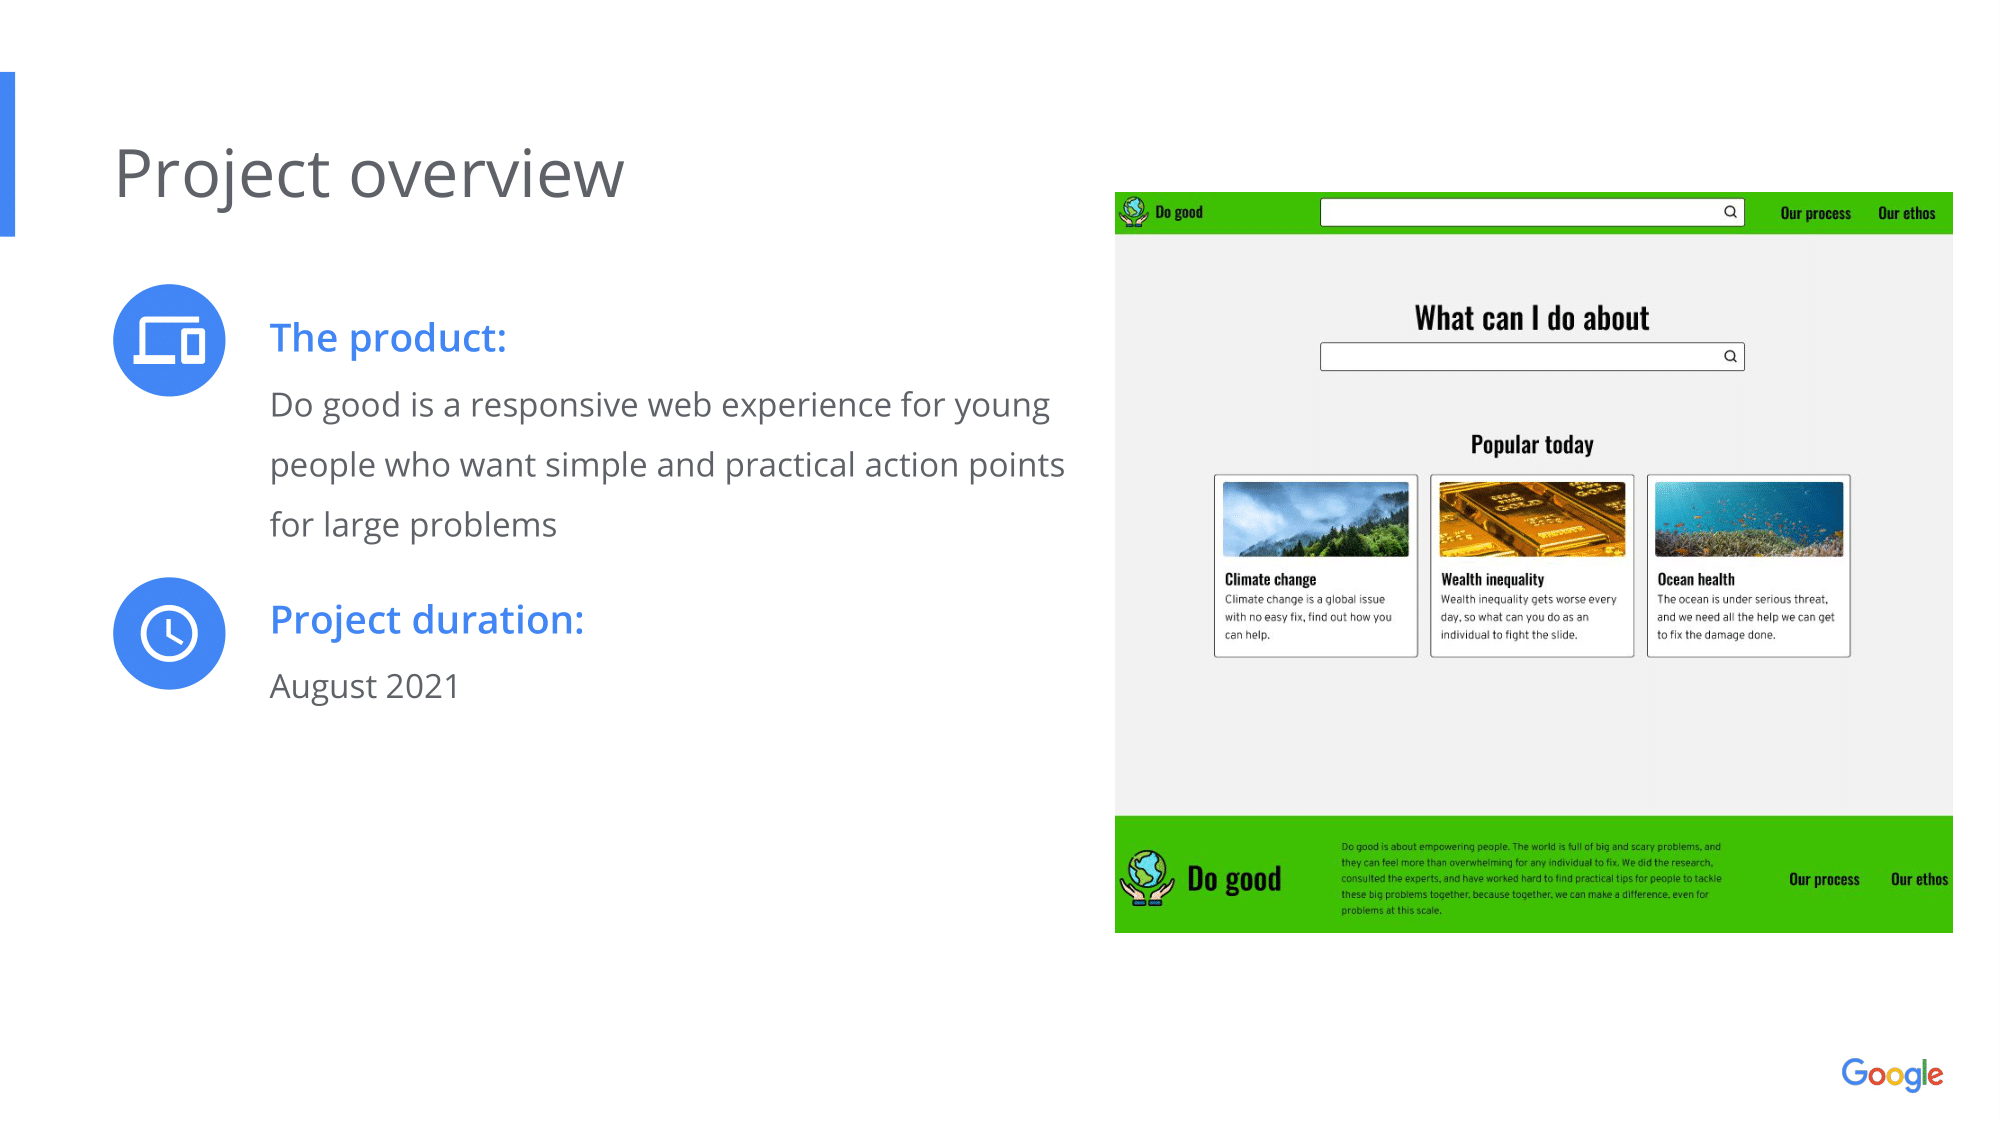 Project overview
The product:
Do good is a responsive web experience for young
people who want simple and practical action points
for large problems
Project duration:
August 2021
Do good
Our process
Our ethos
What can I do about
Popular today
Climate change
Climate change is a global issue
with no easy fix, find out how you
can help.
Wealth inequality
Wealth inequality gets worse every
day, so what can you do as an
individual to fight the slide.
Ocean health
The ocean is under serious threat,
and we need all the help we can get
to fix the damage done.
Do good
Do good is about empowering people. The world is full of big and scary problems, and
they can feel more than overwhelming for any individual to fix. We did the research,
consulted the experts, and have worked hard to find practical tips for people to tackle
these big problems together, because together, we can make a difference, even for
problems at this scale.
Our process
Our ethos
Google